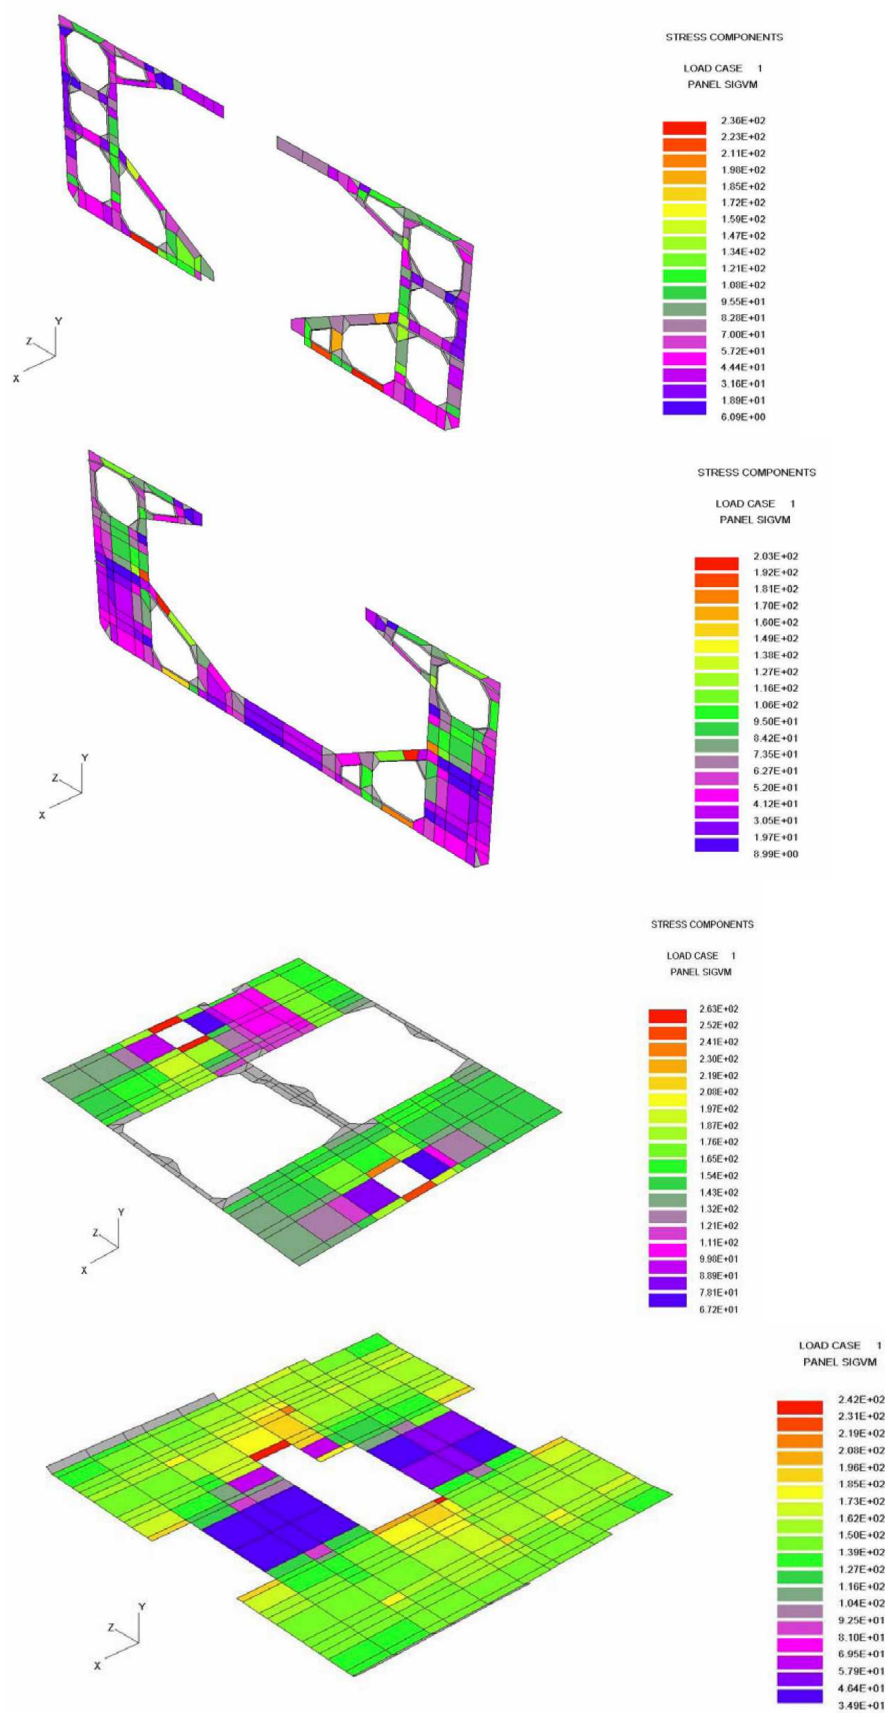 STRESS COMPONENTS
LOAD CASE 1
PANEL SIGVM
2.36E+02
2.23E+02
2.11E+02
1.98E+02
1.85E+02
1.72E+02
1.59E+02
1.47E+02
1.34E+02
1.21E+02
1.08E+02
9.55E+01
8.28E+01
7.00E+01
5.72E+01
4.44E+01
3.16E+01
1.89E+01
6.09E+00
Y
Z
X
STRESS COMPONENTS
LOAD CASE 1
PANEL SIGVM
2.03E+02
1.92E+02
1.81E+02
1.70E+02
1.60E+02
1.49E+02
1.38E+02
1.27E+02
1.16E+02
1.06E+02
9.50E+01
8.42E+01
7.35E+01
6.27E+01
5.20E+01
4.12E+01
3.05E+01
1.97E+01
8.99E+00
Y
Z
X
STRESS COMPONENTS
LOAD CASE 1
PANEL SIGVM
2.63E+02
2.52E+02
2.41E+02
2.30E+02
2.19E+02
2.08E+02
1.97E+02
1.87E+02
1.76E+02
1.65E+02
1.54E+02
1.43E+02
1.32E+02
1.21E+02
1.11E+02
9.98E+01
8.89E+01
7.81E+01
6.72E+01
Y
Z
X
LOAD CASE 1
PANEL SIGVM
2.42E+02
2.31E+02
2.19E+02
2.08E+02
1.96E+02
1.85E+02
1.73E+02
1.62E+02
1.50E+02
1.39E+02
1.27E+02
1.16E+02
1.04E+02
9.25E+01
8.10E+01
6.95E+01
5.79E+01
4.64E+01
3.49E+01
Y
Z
X